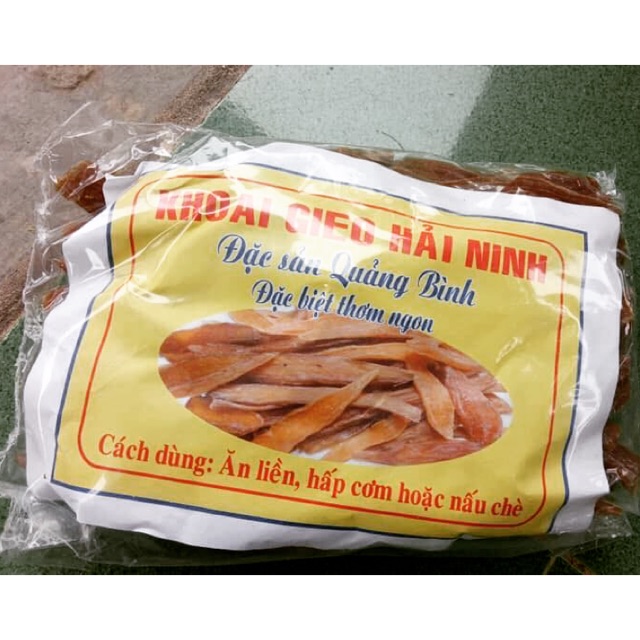 KHOAI GIEO HẢI NINH
Đặc sản Quảng Bình
Đặc biệt thơm ngon
Cách dùng: Ăn liền, hấp cơm hoặc nấu chè